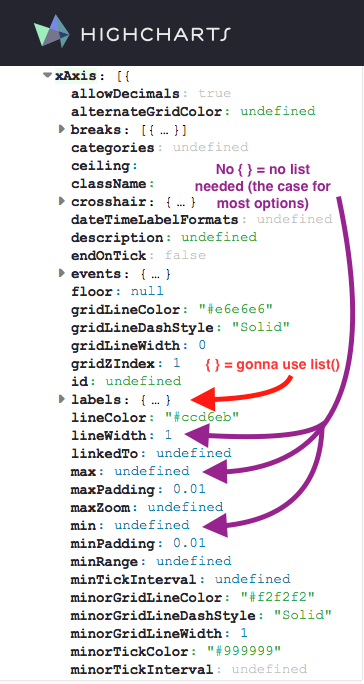 HIGHCHARTS
xAxis: [{
allowDecimals: true
alternateGridColor: undefined
breaks: [{ … }]
categories: undefined
ceiling:
className:
No { } = no list
needed (the case for
most options)
crosshair: { … }
dateTimeLabelFormats: undefined
description: undefined
endOnTick: false
events: { … }
floor: null
gridLineColor: "#e6e6e6"
gridLineDashStyle: "Solid"
gridLineWidth: 0
gridZIndex: 1
{ } = gonna use list()
id: undefined
labels: { … }
lineColor: "#ccd6eb"
lineWidth: 1
linkedTo: undefined
max: undefined
maxPadding: 0.01
maxZoom: undefined
min: undefined
minPadding: 0.01
minRange: undefined
minTickInterval: undefined
minorGridLineColor: "#f2f2f2"
minorGridLineDashStyle: "Solid"
minorGridLineWidth: 1
minorTickColor: "#999999"
minorTickInterval: undefined